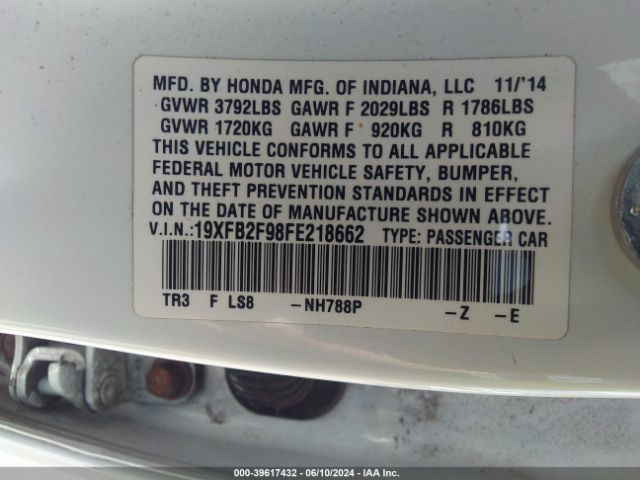 MFD. BY HONDA MFG. OF INDIANA, LLC 11/'14
GVWR 3792LBS GAWR F 2029LBS R 1786LBS
GVWR 1720KG GAWR F 920KG R 810KG
THIS VEHICLE CONFORMS TO ALL APPLICABLE
FEDERAL MOTOR VEHICLE SAFETY, BUMPER,
AND THEFT PREVENTION STANDARDS IN EFFECT
ON THE DATE OF MANUFACTURE SHOWN ABOVE.
V.I.N.:19XFB2F98FE218662 TYPE: PASSENGER CAR
TR3 F LS8 –NH788P –Z –E
000-39617432 - 06/10/2024 - IAA Inc.